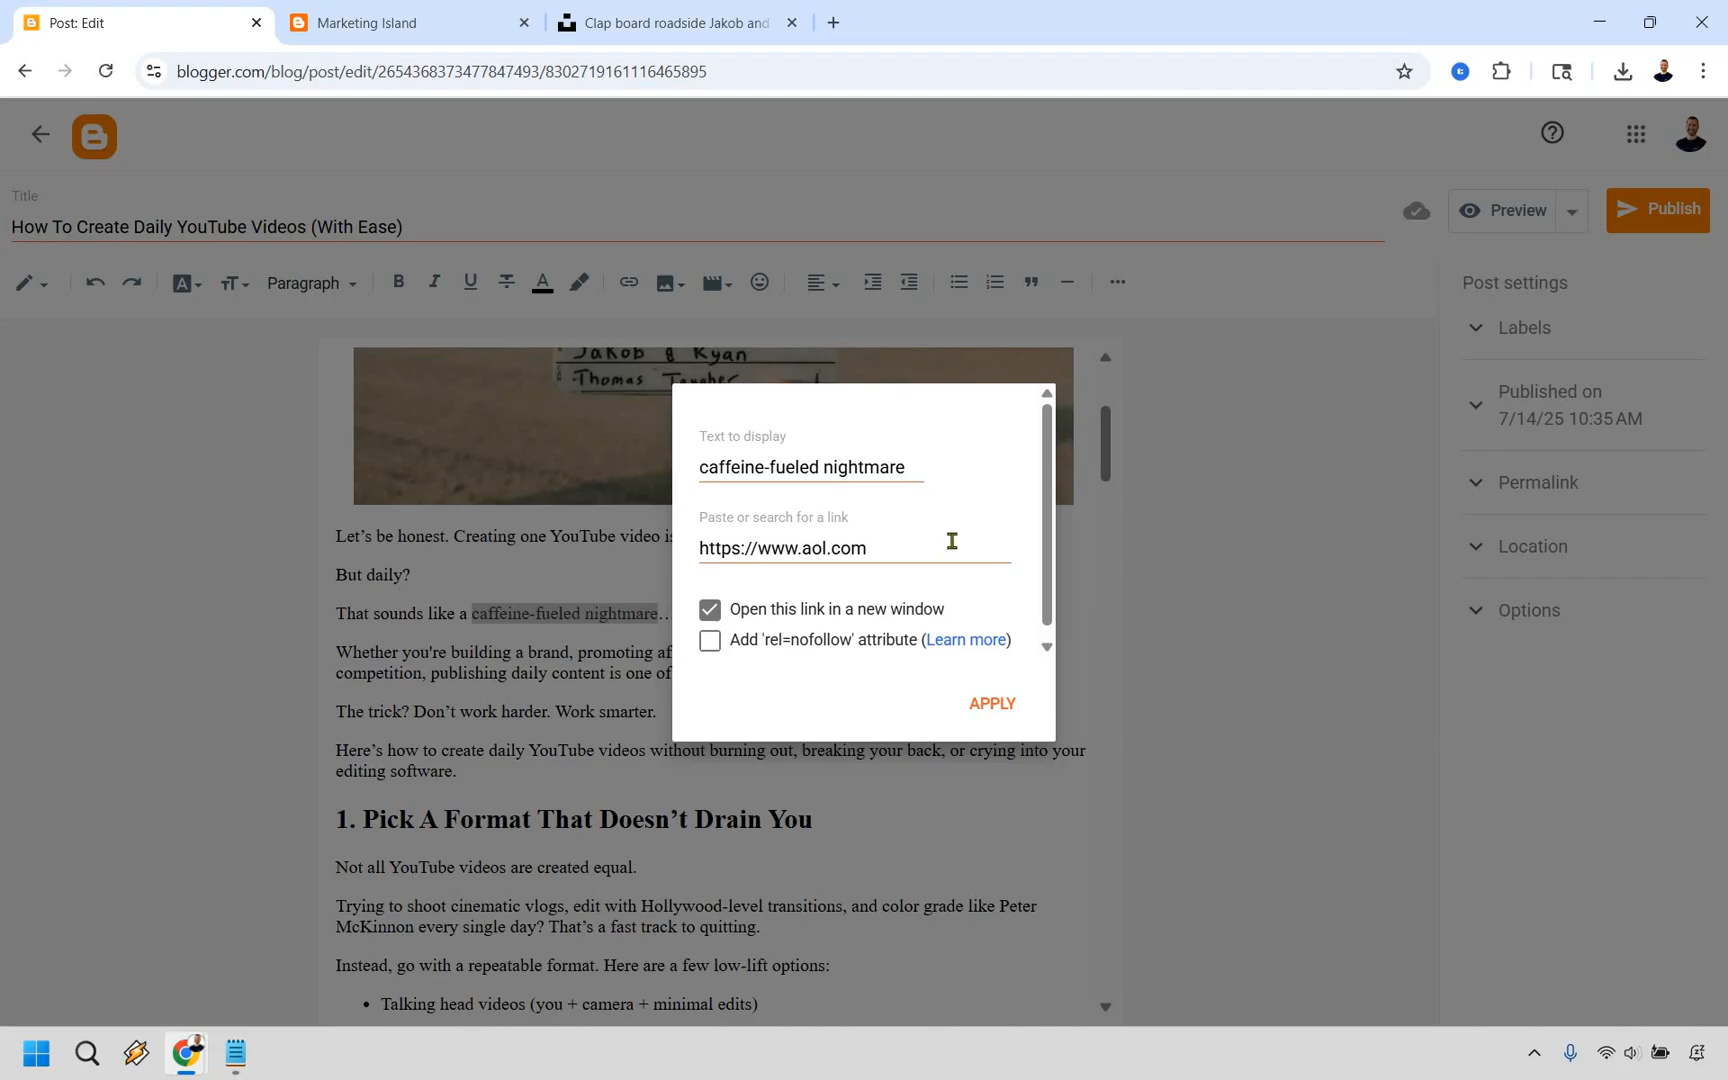 Post: Edit
Marketing Island
Clap board roadside Jakob and
blogger.com/blog/post/edit/2654368373477847493/8302719161116465895
Title
How To Create Daily YouTube Videos (With Ease)
Preview
Publish
Paragraph
Post settings
Labels
Published on
7/14/25 10:35 AM
Permalink
Location
Options
Jakob & Ryan
Thomas
Text to display
caffeine-fueled nightmare
Paste or search for a link
https://www.aol.com
Open this link in a new window
Add 'rel=nofollow' attribute (Learn more)
APPLY
Let’s be honest. Creating one YouTube video is
But daily?
That sounds like a caffeine-fueled nightmare…
Whether you're building a brand, promoting af
competition, publishing daily content is one of
The trick? Don’t work harder. Work smarter.
Here’s how to create daily YouTube videos without burning out, breaking your back, or crying into your
editing software.
1. Pick A Format That Doesn’t Drain You
Not all YouTube videos are created equal.
Trying to shoot cinematic vlogs, edit with Hollywood-level transitions, and color grade like Peter
McKinnon every single day? That’s a fast track to quitting.
Instead, go with a repeatable format. Here are a few low-lift options:
• Talking head videos (you + camera + minimal edits)